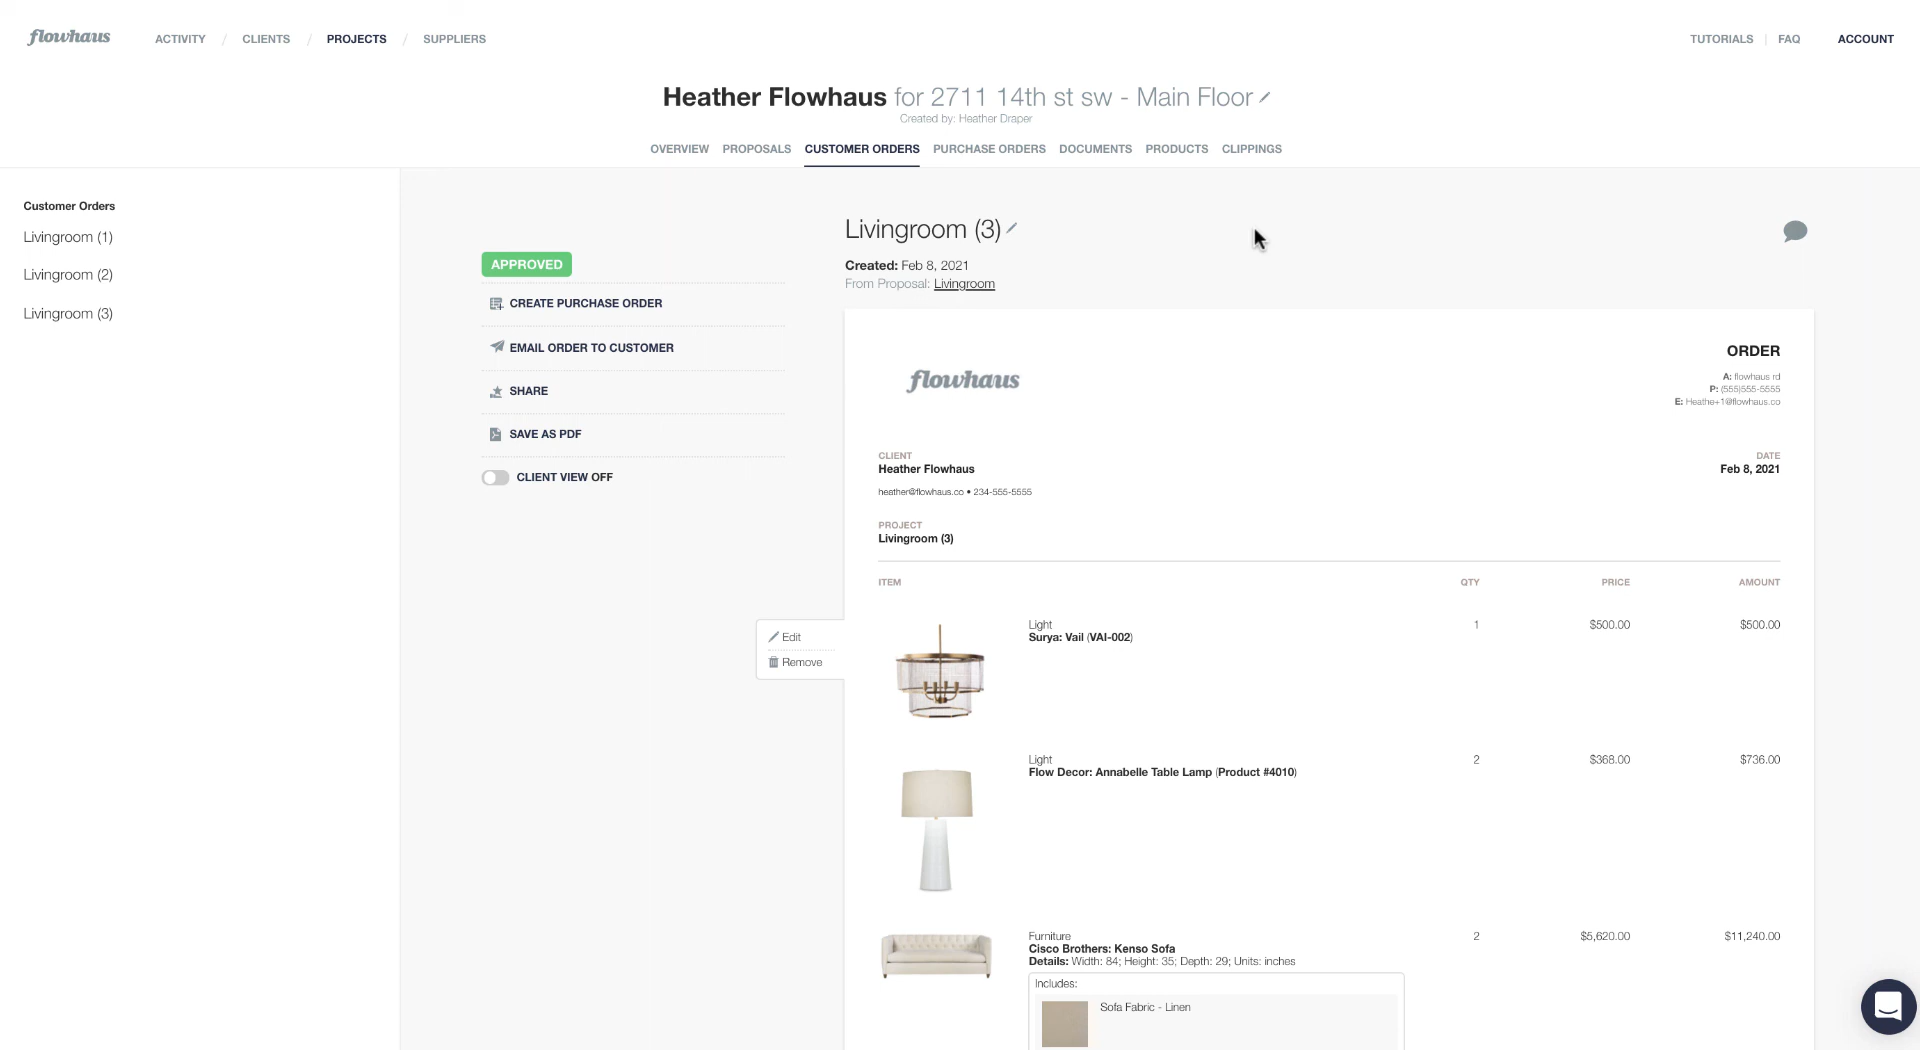 flowhaus
ACTIVITY / CLIENTS / PROJECTS / SUPPLIERS
TUTORIALS | FAQ ACCOUNT
Heather Flowhaus for 2711 14th st sw - Main Floor
Created by: Heather Draper
OVERVIEW PROPOSALS CUSTOMER ORDERS PURCHASE ORDERS DOCUMENTS PRODUCTS CLIPPINGS
Customer Orders
Livingroom (1)
Livingroom (2)
Livingroom (3)
APPROVED
CREATE PURCHASE ORDER
EMAIL ORDER TO CUSTOMER
SHARE
SAVE AS PDF
CLIENT VIEW OFF
Livingroom (3)
Created: Feb 8, 2021
From Proposal: Livingroom
flowhaus
ORDER
A: flowhaus rd
P: (555)555-5555
E: Heathe+1@flowhaus.co
CLIENT
Heather Flowhaus
heather@flowhaus.co • 234-555-5555
DATE
Feb 8, 2021
PROJECT
Livingroom (3)
ITEM QTY PRICE AMOUNT
Edit
Remove
Light 1 $500.00 $500.00
Surya: Vail (VAI-002)
Light 2 $368.00 $736.00
Flow Decor: Annabelle Table Lamp (Product #4010)
Furniture 2 $5,620.00 $11,240.00
Cisco Brothers: Kenso Sofa
Details: Width: 84; Height: 35; Depth: 29; Units: inches
Includes:
Sofa Fabric - Linen